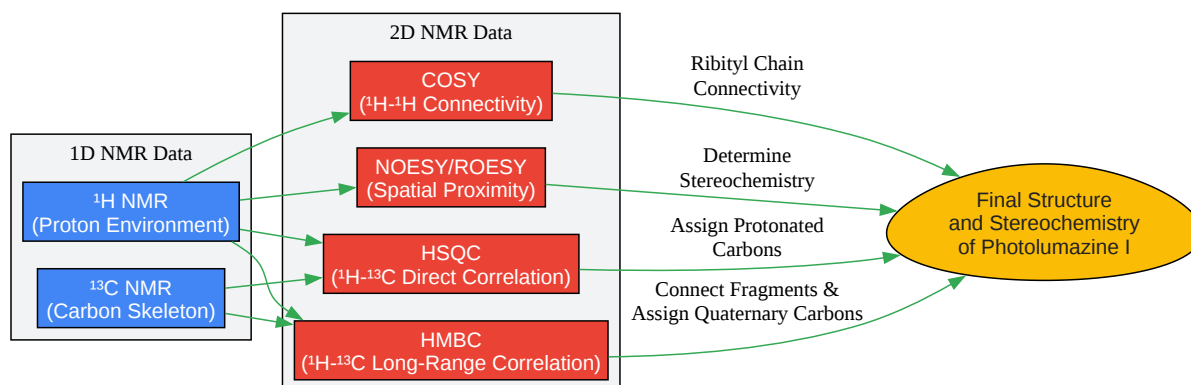 1D NMR Data
¹H NMR
(Proton Environment)
¹³C NMR
(Carbon Skeleton)
2D NMR Data
COSY
(¹H-¹H Connectivity)
NOESY/ROESY
(Spatial Proximity)
HSQC
(¹H-¹³C Direct Correlation)
HMBC
(¹H-¹³C Long-Range Correlation)
Ribityl Chain
Connectivity
Determine
Stereochemistry
Assign Protonated
Carbons
Connect Fragments &
Assign Quaternary Carbons
Final Structure
and Stereochemistry
of Photolumazine I